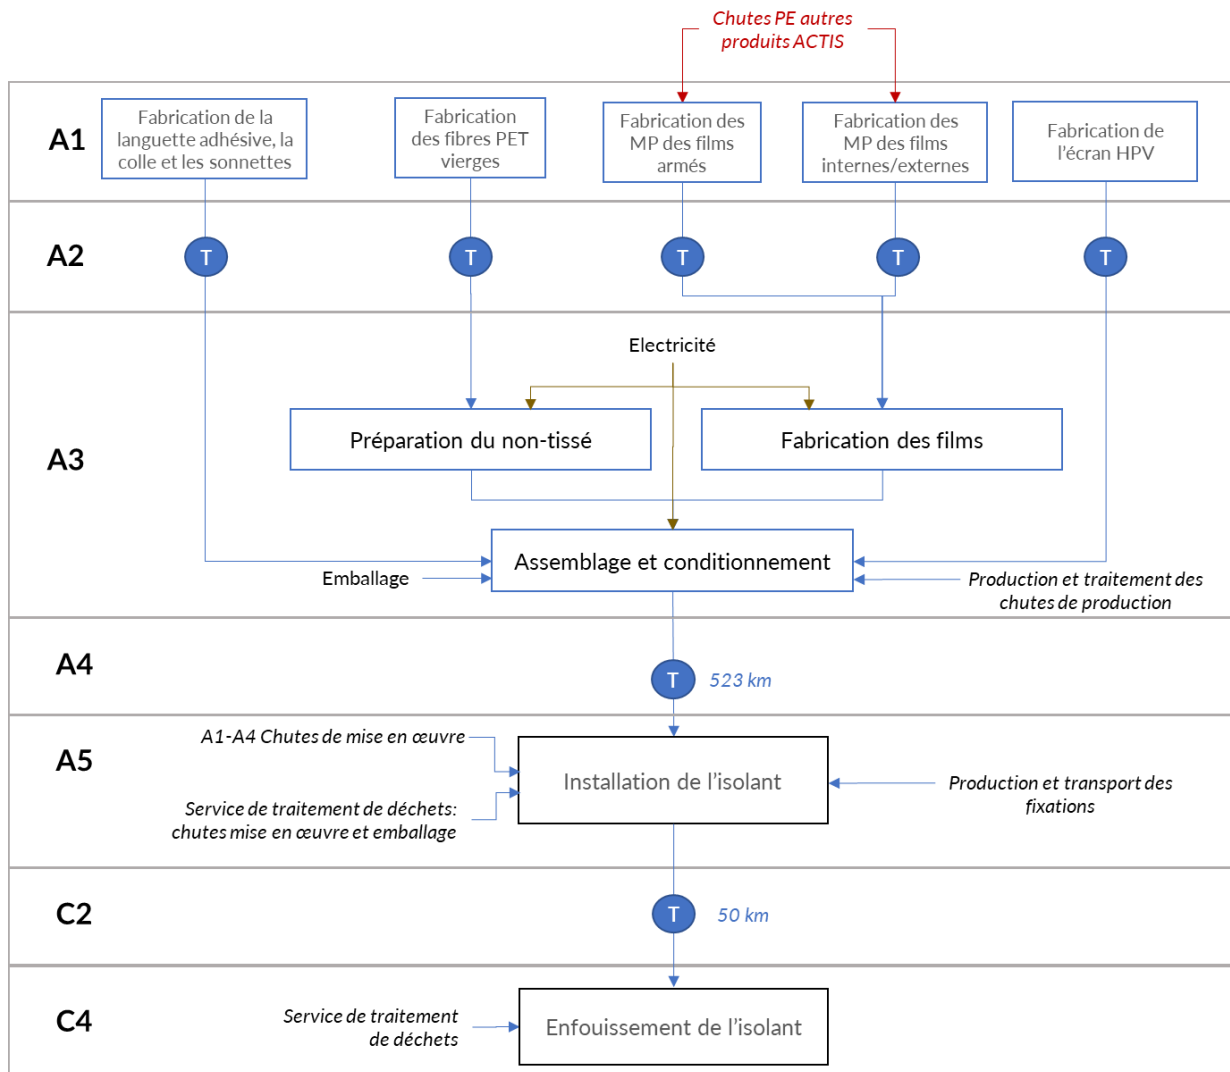 Chutes PE autres
produits ACTIS
A1
Fabrication de la
languette adhésive, la
colle et les sonnettes
Fabrication
des fibres PET
vierges
Fabrication des
MP des films
armés
Fabrication des
MP des films
internes/externes
Fabrication de
l'écran HPV
A2
T
T
T
T
T
A3
Electricité
Préparation du non-tissé
Fabrication des films
Assemblage et conditionnement
Emballage
Production et traitement des
chutes de production
A4
T
523 km
A5
A1-A4 Chutes de mise en œuvre
Installation de l'isolant
Service de traitement de déchets:
chutes mise en œuvre et emballage
Production et transport des
fixations
C2
T
50 km
C4
Service de traitement
de déchets
Enfouissement de l'isolant